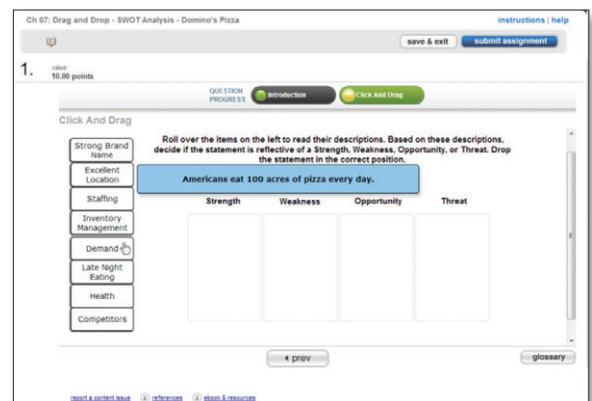 Ch 07: Drag and Drop - SWOT Analysis - Domino's Pizza
instructions | help
save & exit
submit assignment
1.
value:
10.00 points
QUESTION
PROGRESS
Introduction
Click And Drag
Click And Drag
Roll over the items on the left to read their descriptions. Based on these descriptions,
decide if the statement is reflective of a Strength, Weakness, Opportunity, or Threat. Drop
the statement in the correct position.
Strong Brand
Name
Excellent
Location
Staffing
Inventory
Management
Demand
Late Night
Eating
Health
Competitors
Americans eat 100 acres of pizza every day.
Strength
Weakness
Opportunity
Threat
prev
glossary
report a content issue
references
ebook & resources